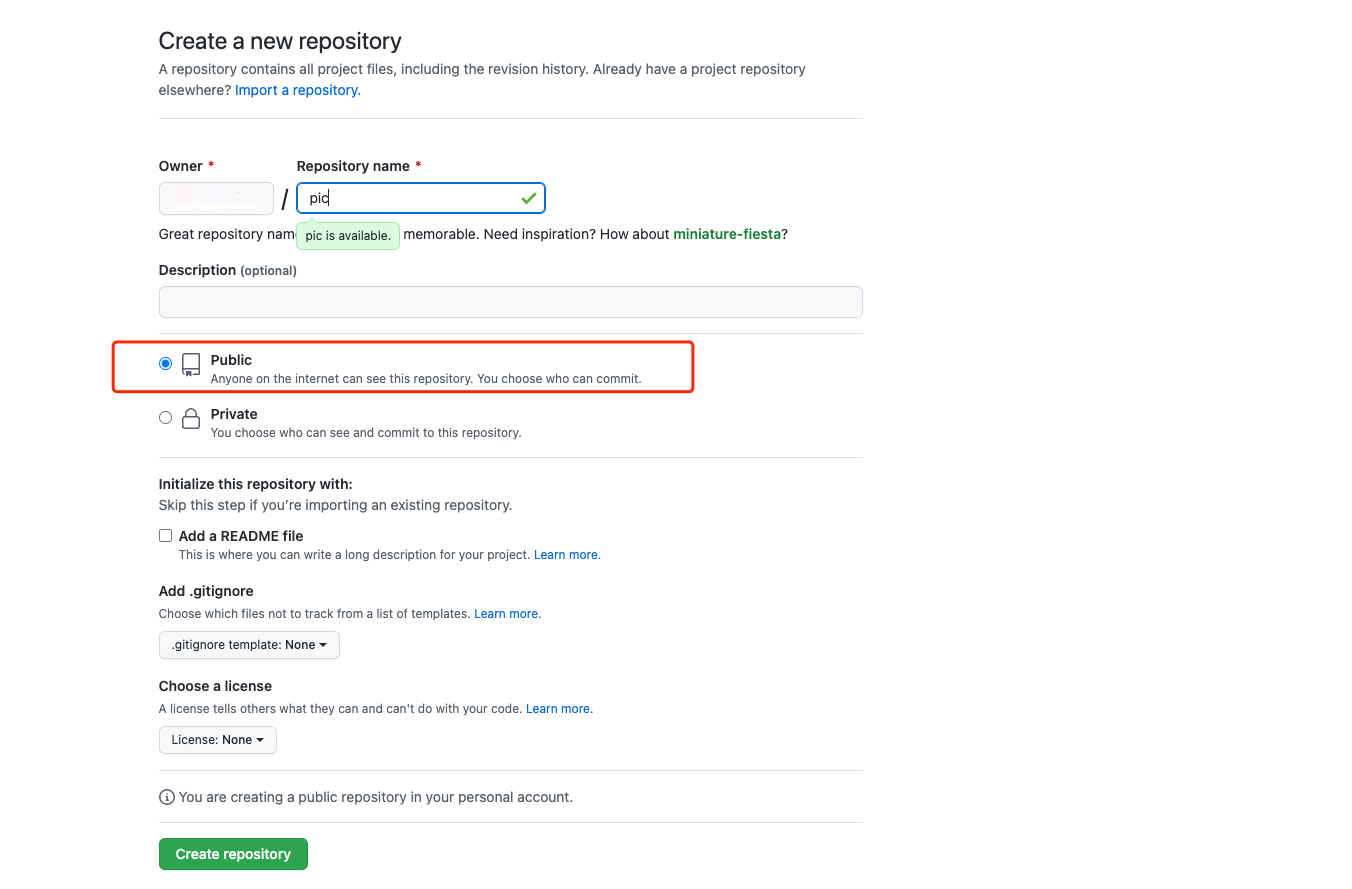 Create a new repository
A repository contains all project files, including the revision history. Already have a project repository
elsewhere? Import a repository.
Owner *
Repository name *
/
pic
Great repository nam
pic is available.
memorable. Need inspiration? How about miniature-fiesta?
Description (optional)
Public
Anyone on the internet can see this repository. You choose who can commit.
Private
You choose who can see and commit to this repository.
Initialize this repository with:
Skip this step if you’re importing an existing repository.
Add a README file
This is where you can write a long description for your project. Learn more.
Add .gitignore
Choose which files not to track from a list of templates. Learn more.
.gitignore template: None
Choose a license
A license tells others what they can and can't do with your code. Learn more.
License: None
You are creating a public repository in your personal account.
Create repository